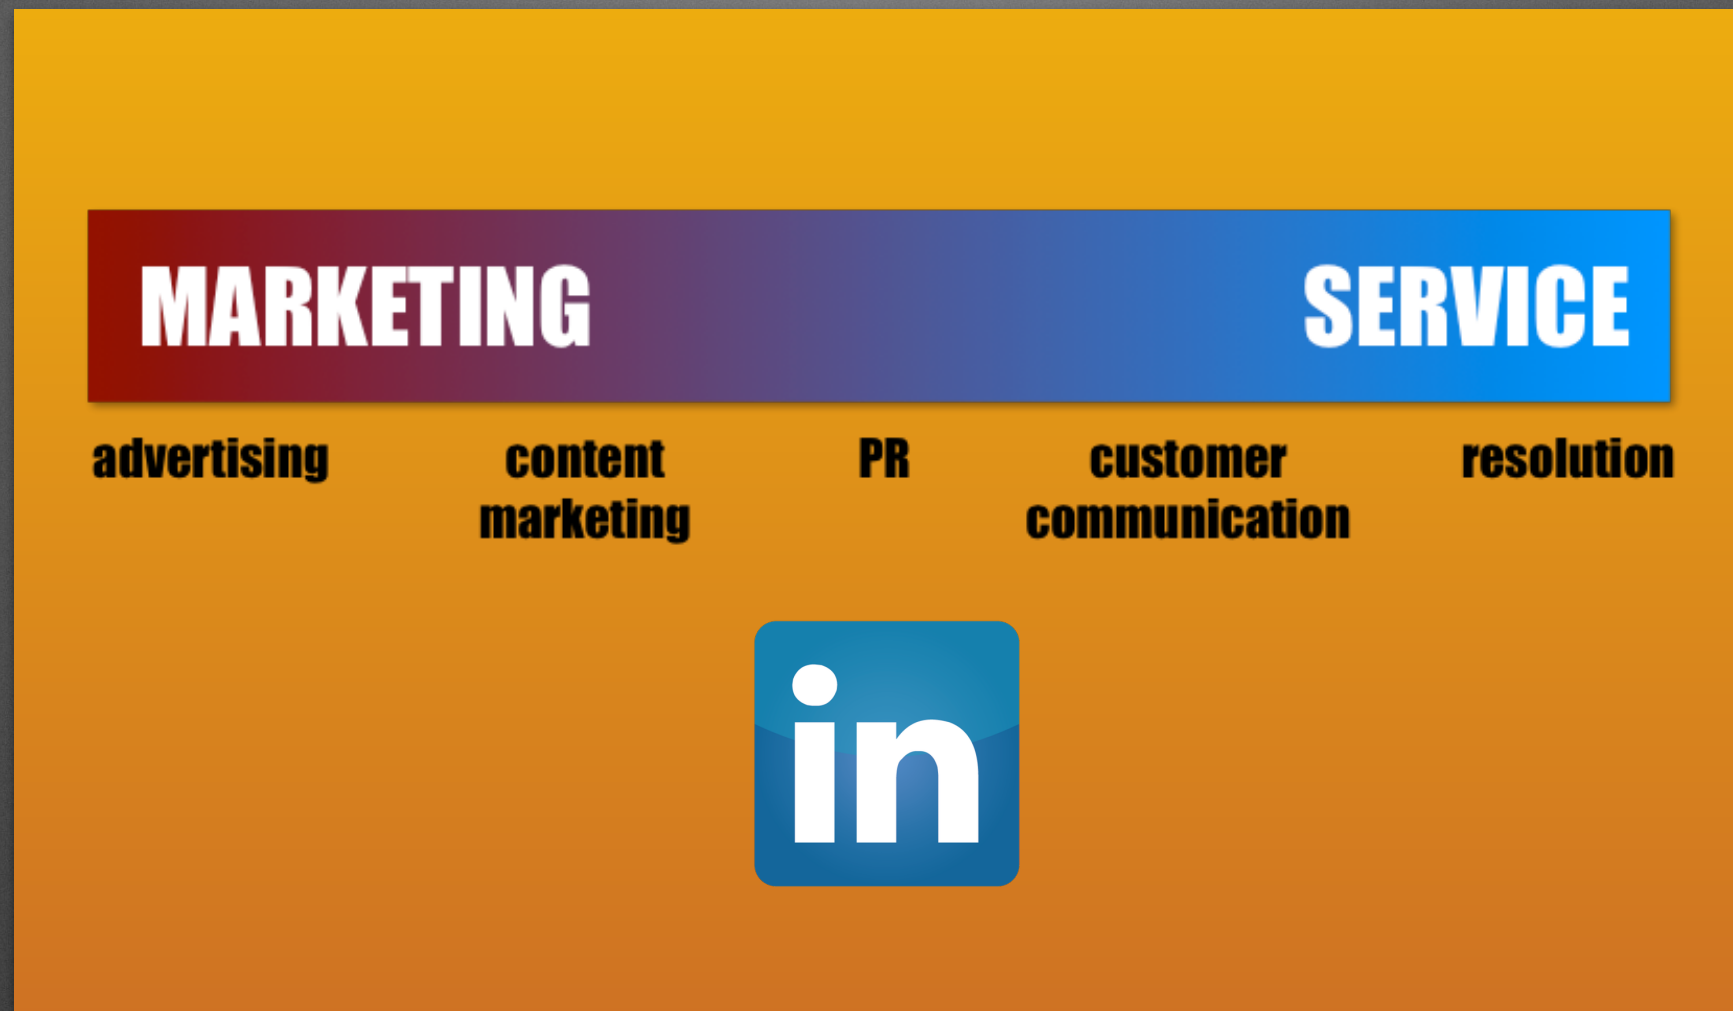 MARKETING SERVICE
advertising content PR customer resolution
marketing communication
in